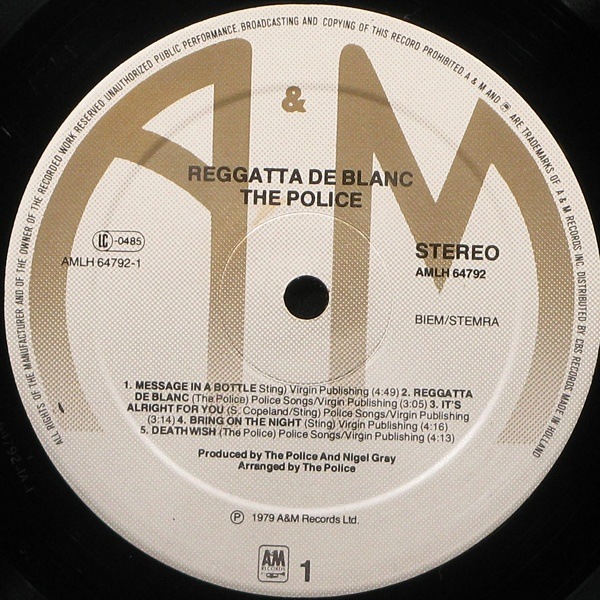 ALL RIGHTS OF THE MANUFACTURER AND OF THE OWNER OF THE RECORDED WORK RESERVED UNAUTHORIZED PUBLIC PERFORMANCE, BROADCASTING AND COPYING OF THIS RECORD PROHIBITED. A & M AND ARE TRADEMARKS OF A & M RECORDS INC. DISTRIBUTED BY CBS RECORDS MADE IN HOLLAND
A & M
REGGATTA DE BLANC
THE POLICE
LC -0485
AMLH 64792-1
STEREO
AMLH 64792
BIEM/STEMRA
1. MESSAGE IN A BOTTLE Sting) Virgin Publishing (4:49) 2. REGGATTA
DE BLANC (The Police) Police Songs/Virgin Publishing (3:05) 3. IT'S
ALRIGHT FOR YOU (S. Copeland/Sting) Police Songs/Virgin Publishing
(3:14) 4. BRING ON THE NIGHT (Sting) Virgin Publishing (4:16)
5. DEATHWISH (The Police) Police Songs/Virgin Publishing (4:13)
Produced by The Police And Nigel Gray
Arranged by The Police
℗ 1979 A&M Records Ltd.
A&M
RECORDS
1